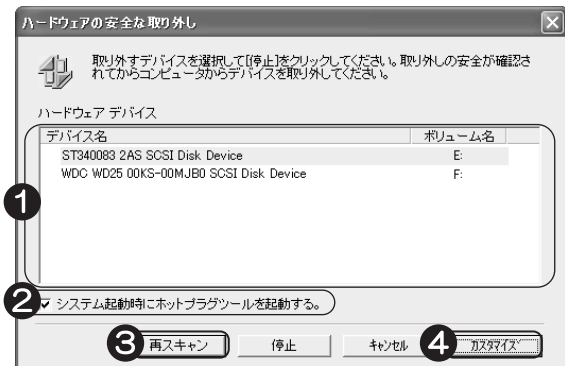 ハードウェアの安全な取り外し
取り外すデバイスを選択して[停止]をクリックしてください。取り外しの安全が確認さ
れてからコンピュータからデバイスを取り外してください。
ハードウェア デバイス
デバイス名 ボリューム名
ST340083 2AS SCSI Disk Device E:
WDC WD25 00KS-00MJB0 SCSI Disk Device F:
1
2 システム起動時にホットプラグツールを起動する。
3 再スキャン 停止 キャンセル 4 カスタマイズ